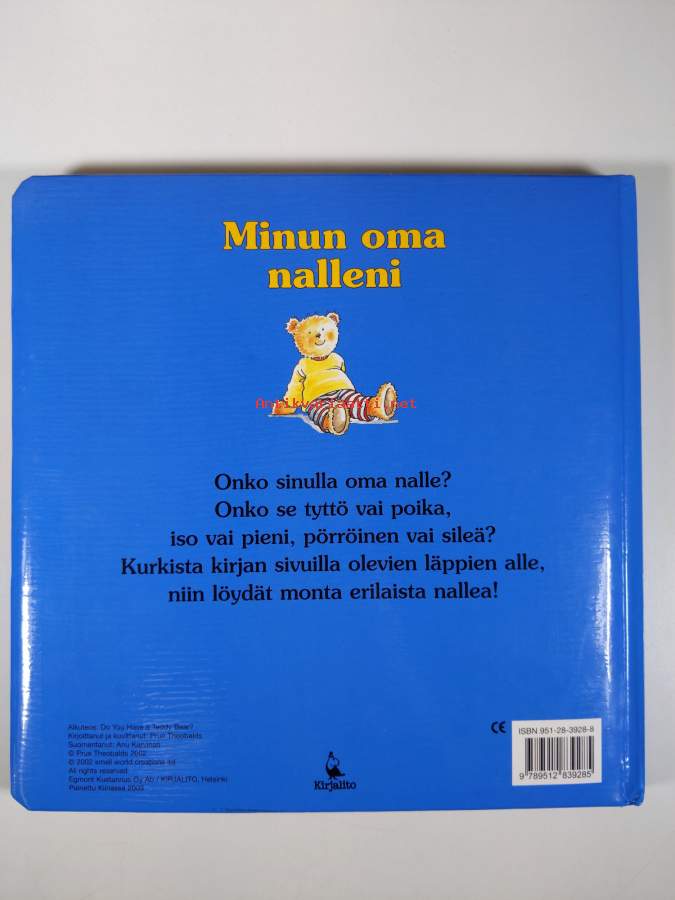 Minun oma
nalleni
Antikvariaatti.net
Onko sinulla oma nalle?
Onko se tyttö vai poika,
iso vai pieni, pörröinen vai sileä?
Kurkista kirjan sivuilla olevien läppien alle,
niin löydät monta erilaista nallea!
Alkuteos: Do You Have a Teddy Bear?
Kirjoittanut ja kuvittanut: Prue Theobalds
Suomentanut: Anu
© Prue Theobalds 2002
© 2002 small world creations ltd
All rights reserved
Egmont Kustannus Oy Ab / KIRJALITO, Helsinki
Painettu Kiinassa 2003
Kirjalito
CE
ISBN 951-28-3928-8
9 789512 839285